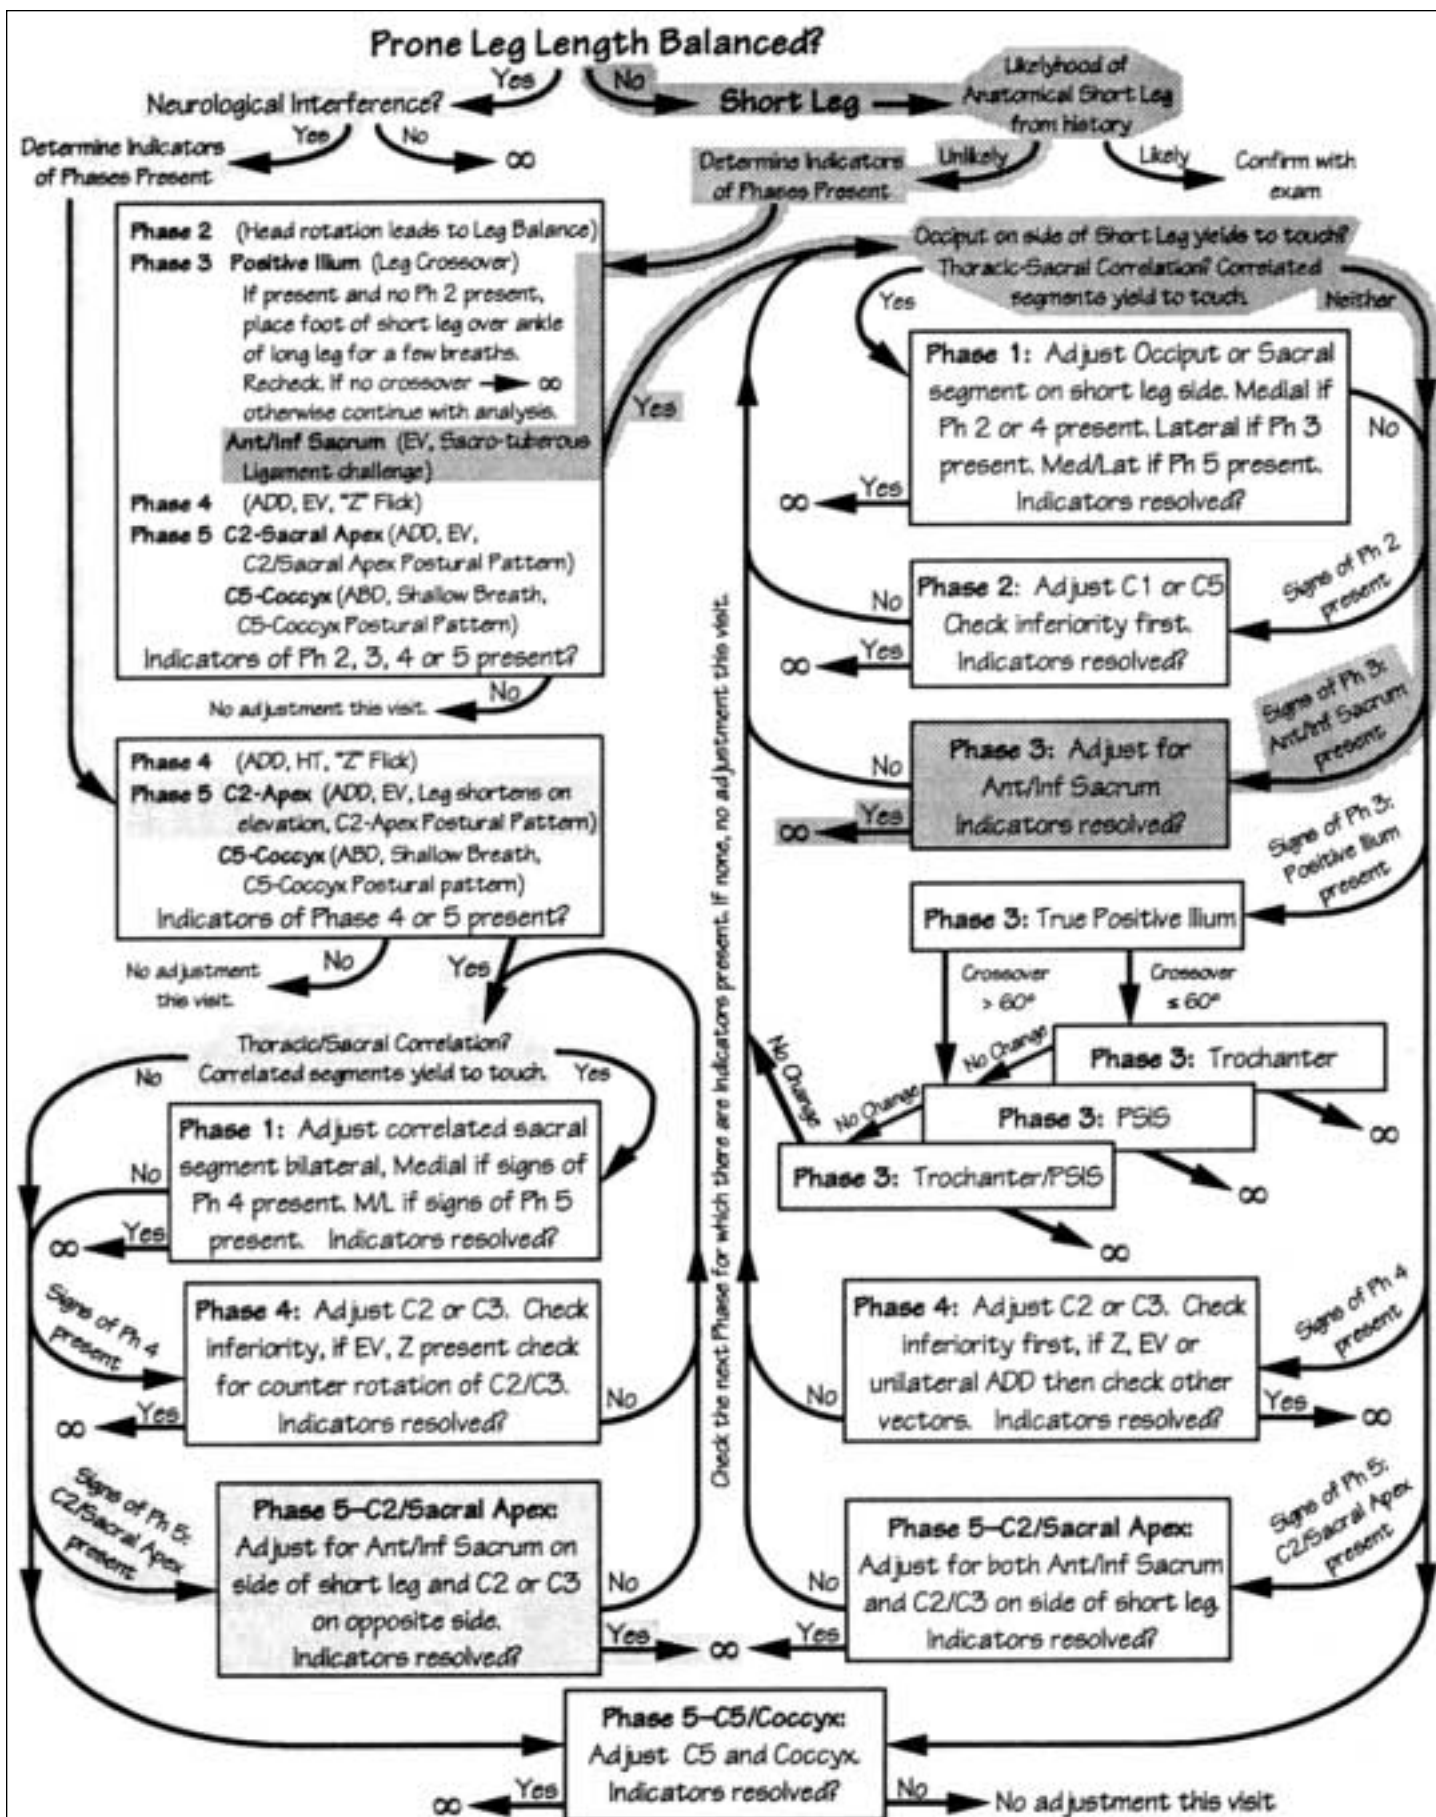 Prone Leg Length Balanced?
Yes
No
Neurological Interference?
Short Leg
Likelyhood of
Anatomical Short Leg
from history
Yes
No
∞
Determine Indicators
of Phases Present
Determine Indicators
of Phases Present
Unlikely
Likely
Confirm with
exam
Phase 2 (Head rotation leads to Leg Balance)
Phase 3 Positive Illum (Leg Crossover)
If present and no Ph 2 present,
place foot of short leg over ankle
of long leg for a few breaths.
Recheck. If no crossover → ∞
otherwise continue with analysis.
Ant/Inf Sacrum (EV, Sacro-tuberous
Ligament challenge)
Phase 4 (ADD, EV, "Z" Flick)
Phase 5 C2-Sacral Apex (ADD, EV,
C2/Sacral Apex Postural Pattern)
C5-Coccyx (ABD, Shallow Breath,
C5-Coccyx Postural Pattern)
Indicators of Ph 2, 3, 4 or 5 present?
Yes
No
No adjustment this visit.
Phase 4 (ADD, HT, "Z" Flick)
Phase 5 C2-Apex (ADD, EV, Leg shortens on
elevation, C2-Apex Postural Pattern)
C5-Coccyx (ABD, Shallow Breath,
C5-Coccyx Postural pattern)
Indicators of Phase 4 or 5 present?
No
Yes
No adjustment
this visit.
Thoracic/Sacral Correlation?
Correlated segments yield to touch.
No
Yes
Phase 1: Adjust correlated sacral
segment bilateral, Medial if signs of
Ph 4 present. M/L if signs of Ph 5
present. Indicators resolved?
No
Yes
∞
Signs of Ph 4
present
Phase 4: Adjust C2 or C3. Check
inferiority, if EV, Z present check
for counter rotation of C2/C3.
Indicators resolved?
No
Yes
∞
Signs of Ph 5:
C2/Sacral Apex
present
Phase 5–C2/Sacral Apex:
Adjust for Ant/Inf Sacrum on
side of short leg and C2 or C3
on opposite side.
Indicators resolved?
No
Yes
∞
Check the next Phase for which there are indicators present. If none, no adjustment this visit.
Occiput on side of Short Leg yields to touch?
Thoracic-Sacral Correlation? Correlated
segments yield to touch.
Yes
Neither
Phase 1: Adjust Occiput or Sacral
segment on short leg side. Medial if
Ph 2 or 4 present. Lateral if Ph 3
present. Med/Lat if Ph 5 present.
Indicators resolved?
No
Yes
∞
Signs of Ph 2
present
Phase 2: Adjust C1 or C5
Check inferiority first.
Indicators resolved?
No
Yes
∞
Signs of Ph 3:
Ant/Inf Sacrum
present
Phase 3: Adjust for
Ant/Inf Sacrum
Indicators resolved?
No
Yes
∞
Signs of Ph 3:
Positive Ilium
present
Phase 3: True Positive Ilium
Crossover
> 60°
Crossover
≤ 60°
No Change
Phase 3: Trochanter
∞
No Change
Phase 3: PSIS
∞
No Change
Phase 3: Trochanter/PSIS
∞
Signs of Ph 4
present
Phase 4: Adjust C2 or C3. Check
inferiority first, if Z, EV or
unilateral ADD then check other
vectors. Indicators resolved?
No
Yes
∞
Signs of Ph 5:
C2/Sacral Apex
present
Phase 5–C2/Sacral Apex:
Adjust for both Ant/Inf Sacrum
and C2/C3 on side of short leg.
Indicators resolved?
No
Yes
Phase 5–C5/Coccyx:
Adjust C5 and Coccyx.
Indicators resolved?
Yes
∞
No
No adjustment this visit